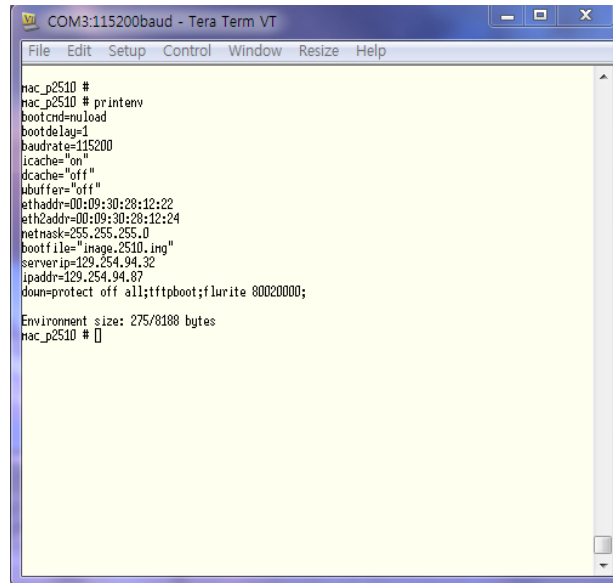 COM3:115200baud - Tera Term VT
File Edit Setup Control Window Resize Help
mac_p2510 #
mac_p2510 # printenv
bootcmd=nuload
bootdelay=1
baudrate=115200
icache="on"
dcache="off"
wbuffer="off"
ethaddr=00:09:30:28:12:22
eth2addr=00:09:30:28:12:24
netmask=255.255.255.0
bootfile="image.2510.img"
serverip=129.254.94.32
ipaddr=129.254.94.87
down=protect off all;tftpboot;flwrite 80020000;
Environment size: 275/8188 bytes
mac_p2510 #